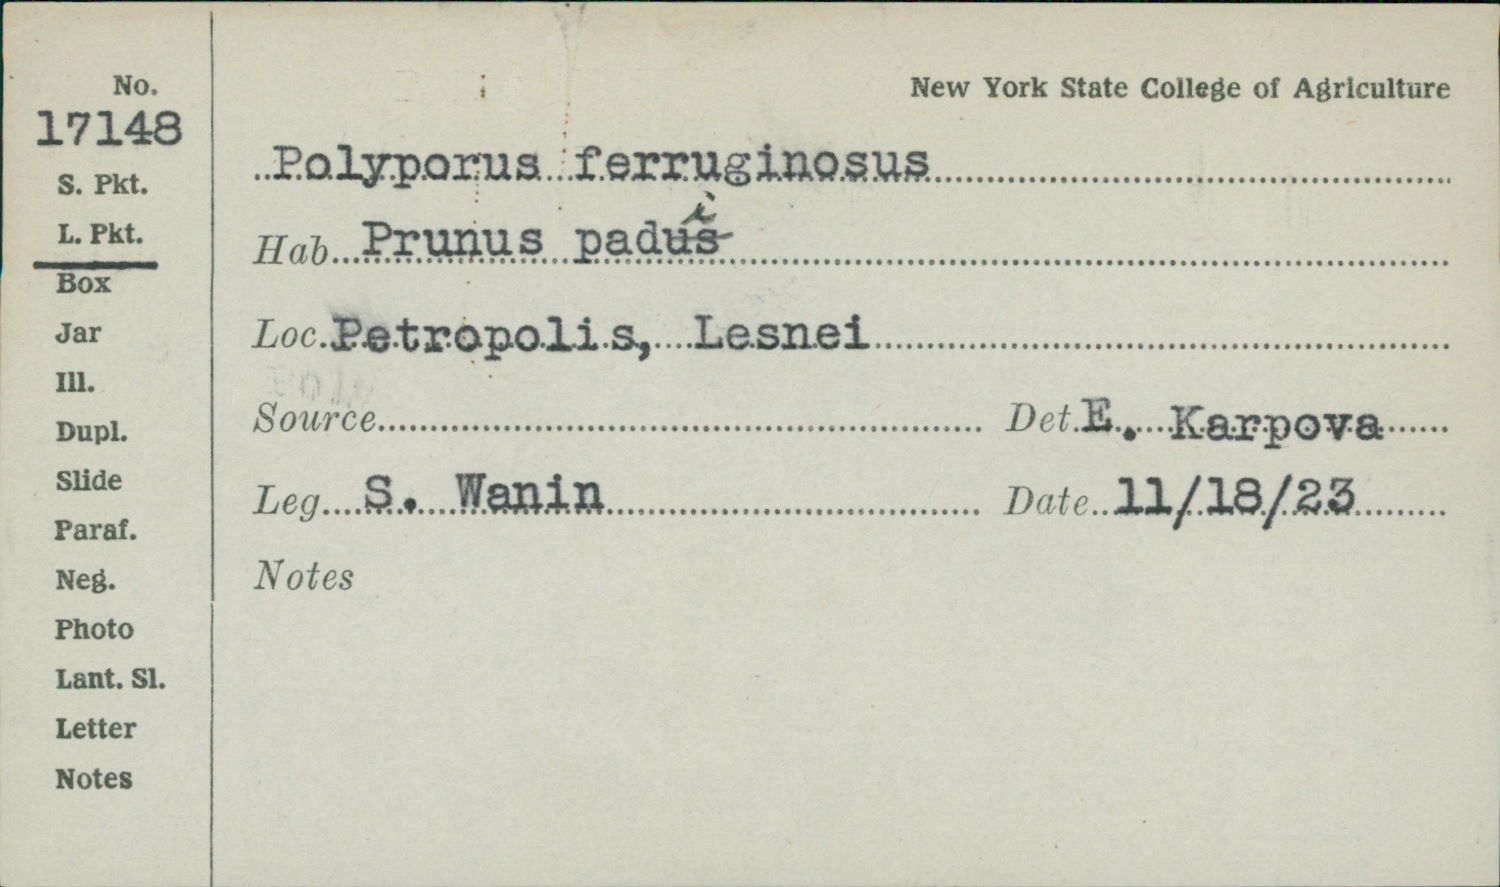 New York State College of Agriculture
No.
17148
S. Pkt.
L. Pkt.
Box
Jar
Ill.
Dupl.
Slide
Paraf.
Neg.
Photo
Lant. Sl.
Letter
Notes
Polyporus ferruginosus
i
Hab. Prunus padus
Loc. Petropolis, Lesnei
Source Det. E. Karpova
Leg. S. Wanin Date 11/18/23
Notes